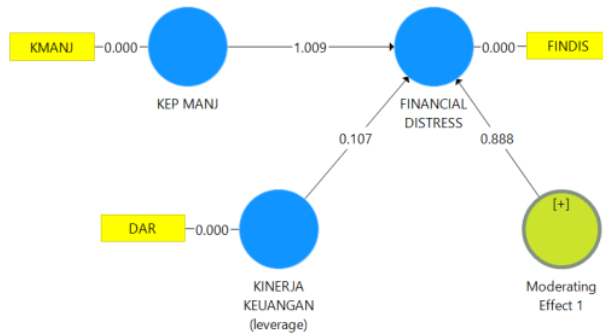 KMANJ
0.000
1.009
0.000
FINDIS
KEP MANJ
FINANCIAL
DISTRESS
0.107
0.888
DAR
0.000
[+]
KINERJA
KEUANGAN
(leverage)
Moderating
Effect 1